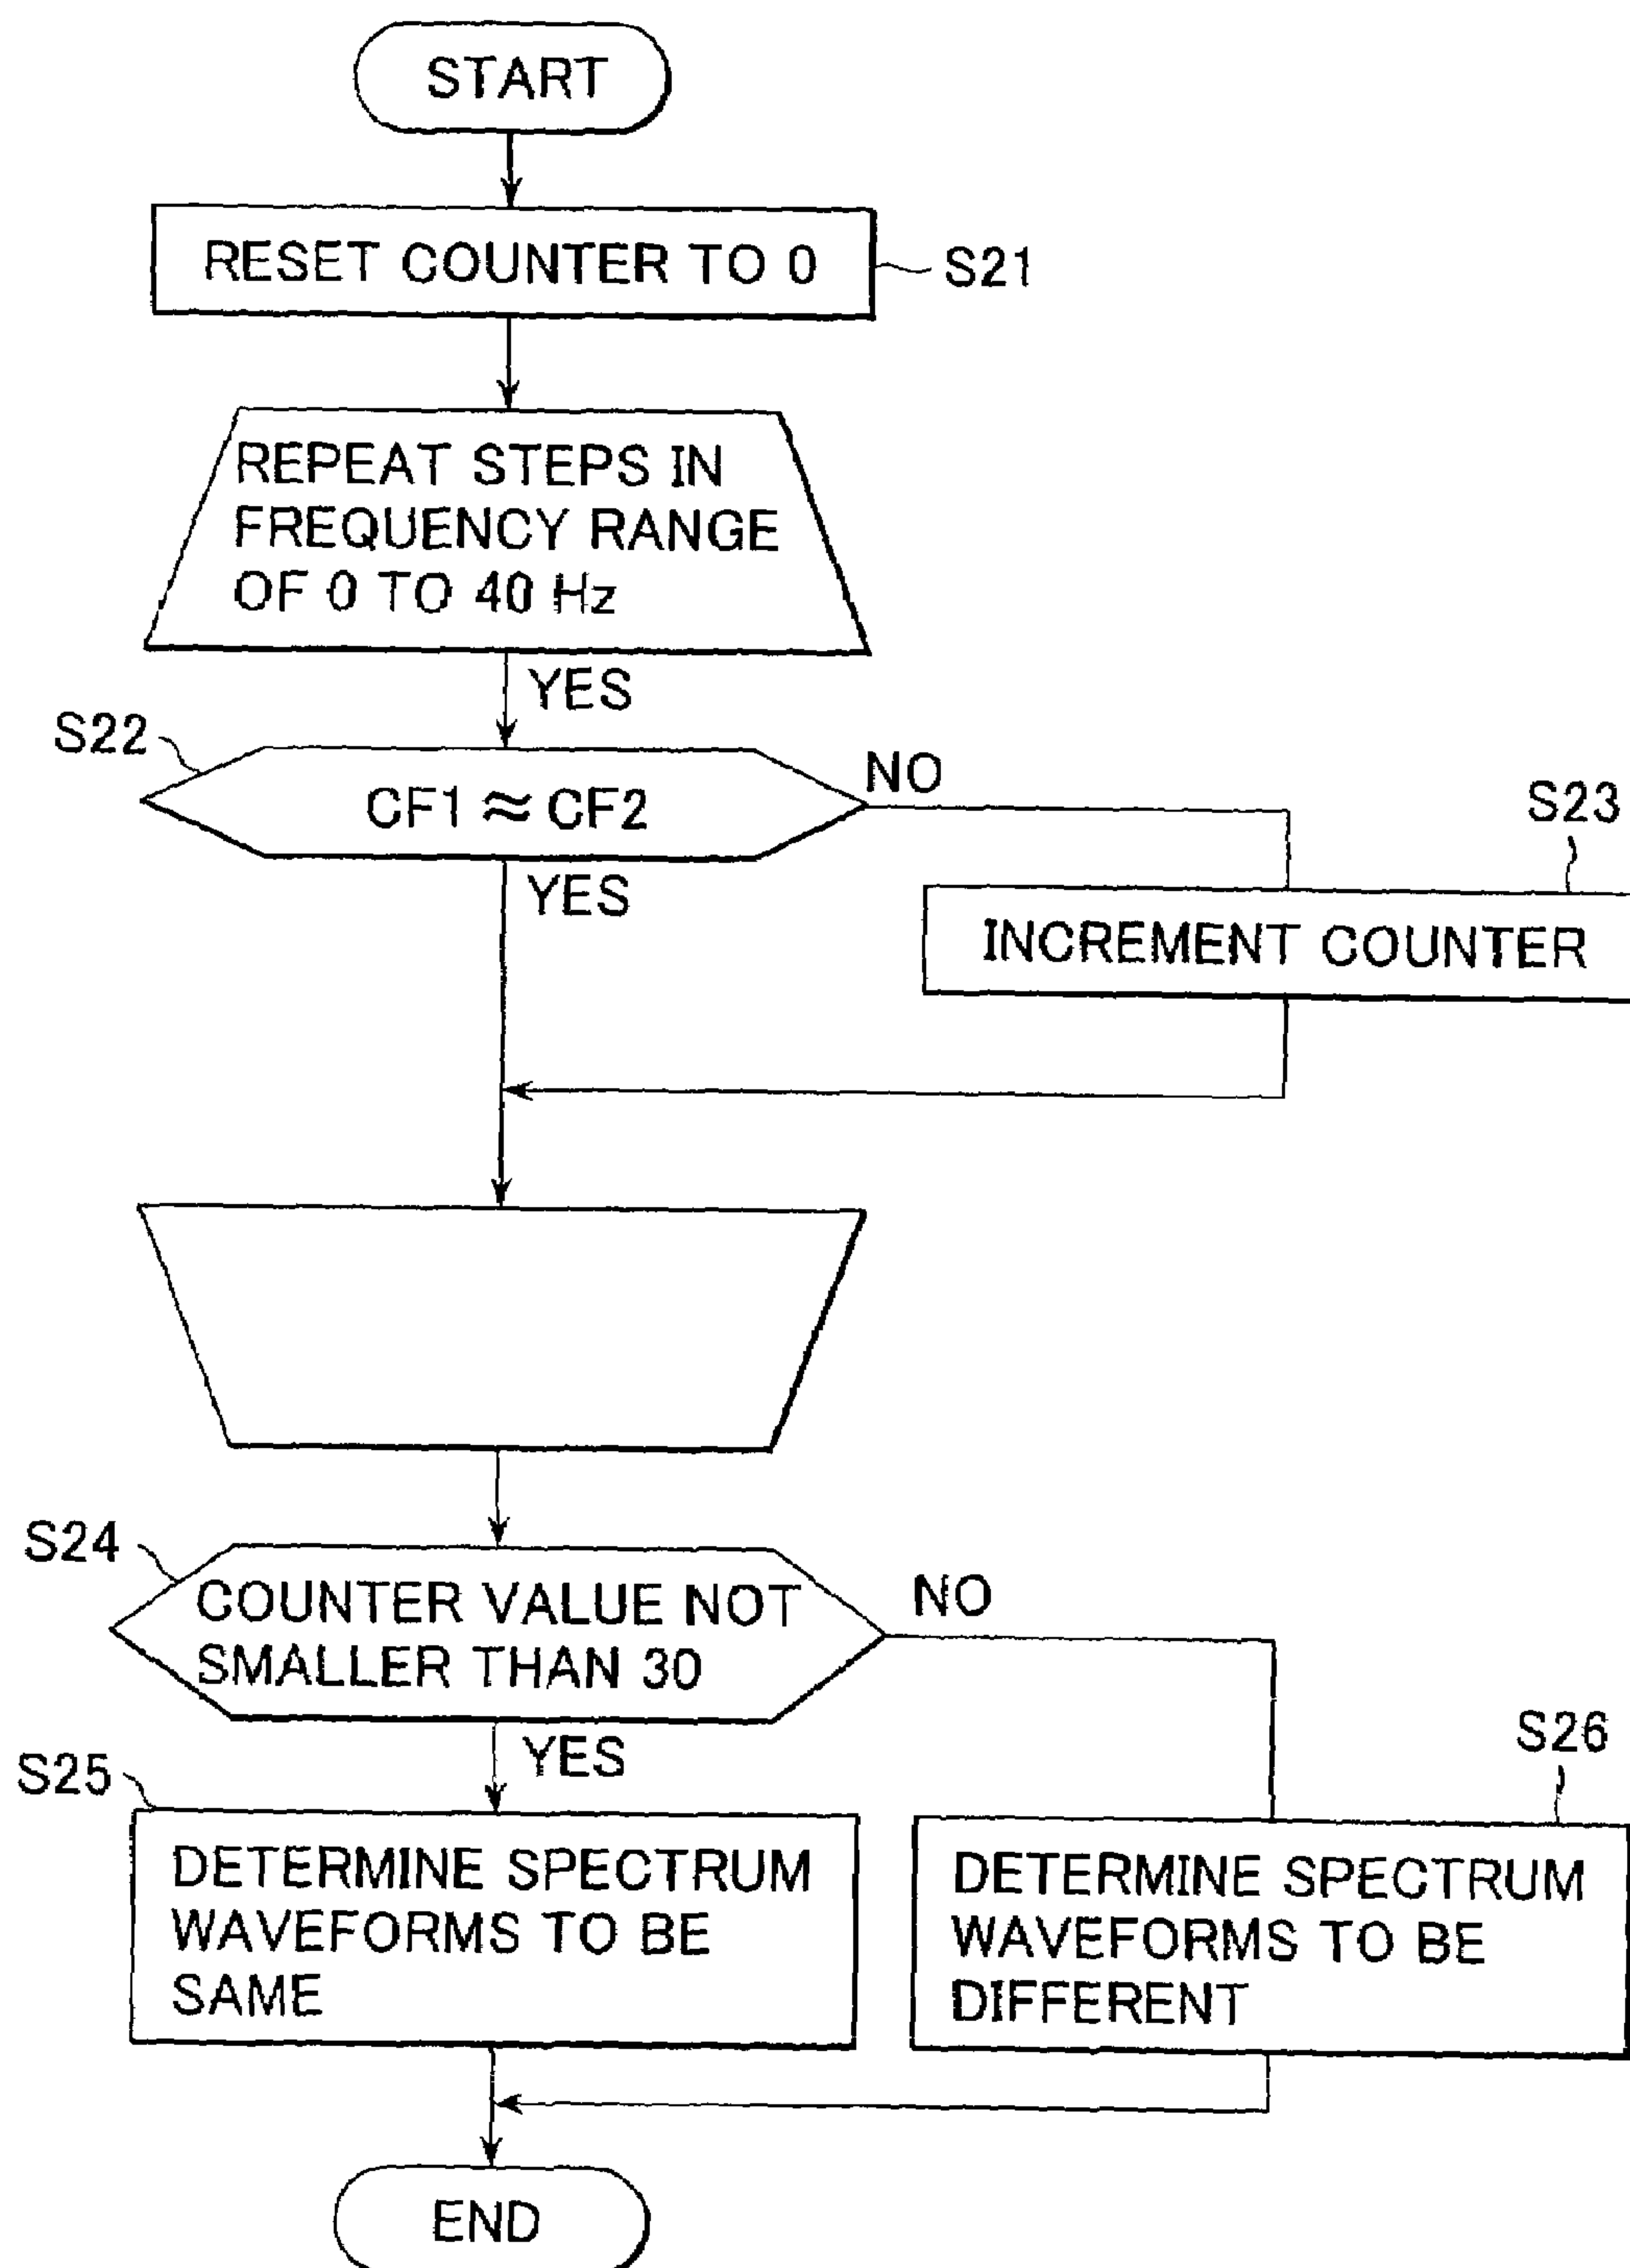 START
RESET COUNTER TO 0
S21
REPEAT STEPS IN
FREQUENCY RANGE
OF 0 TO 40 Hz
YES
S22
CF1 ≈ CF2
NO
YES
S23
INCREMENT COUNTER
S24
COUNTER VALUE NOT
SMALLER THAN 30
NO
YES
S25
DETERMINE SPECTRUM
WAVEFORMS TO BE
SAME
S26
DETERMINE SPECTRUM
WAVEFORMS TO BE
DIFFERENT
END